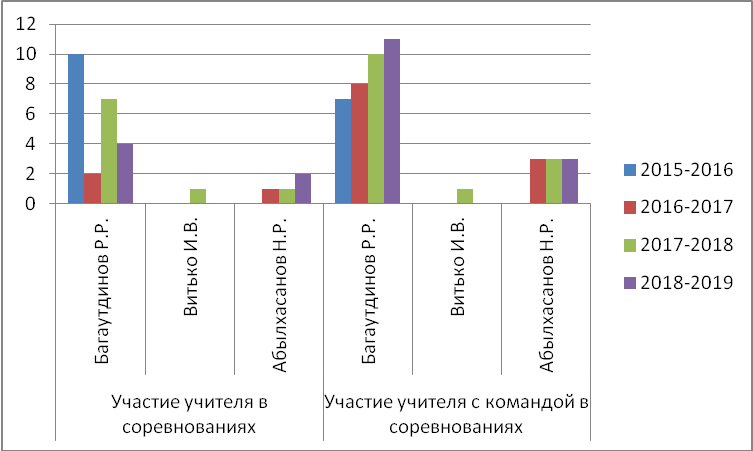 12
10
8
6
4
2
0
Багаутдинов Р.Р.
Витько И.В.
Абылхасанов Н.Р.
Багаутдинов Р.Р.
Витько И.В.
Абылхасанов Н.Р.
Участие учителя в
соревнованиях
Участие учителя с командой в
соревнованиях
2015-2016
2016-2017
2017-2018
2018-2019